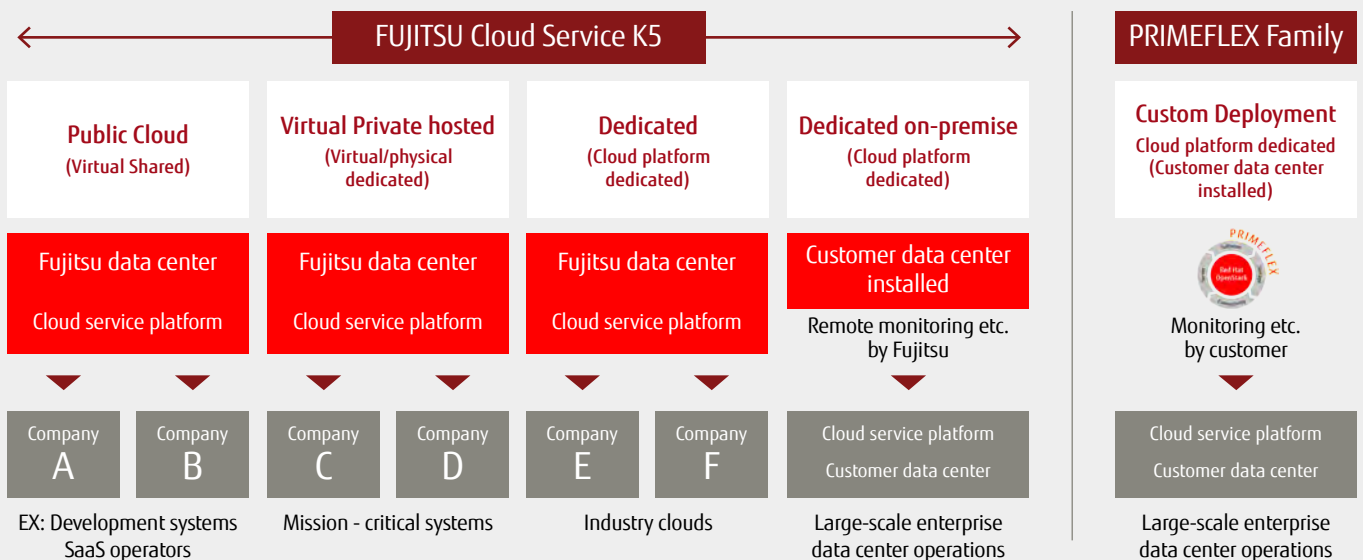 FUJITSU Cloud Service K5
PRIMEFLEX Family
Public Cloud
(Virtual Shared)
Virtual Private hosted
(Virtual/physical
dedicated)
Dedicated
(Cloud platform
dedicated)
Dedicated on-premise
(Cloud platform
dedicated)
Custom Deployment
Cloud platform dedicated
(Customer data center
installed)
Fujitsu data center
Cloud service platform
Fujitsu data center
Cloud service platform
Fujitsu data center
Cloud service platform
Customer data center
installed
Remote monitoring etc.
by Fujitsu
PRIMEFLEX
Red Hat
OpenStack
Monitoring etc.
by customer
Company
A
Company
B
Company
C
Company
D
Company
E
Company
F
Cloud service platform
Customer data center
Cloud service platform
Customer data center
EX: Development systems
SaaS operators
Mission - critical systems
Industry clouds
Large-scale enterprise
data center operations
Large-scale enterprise
data center operations